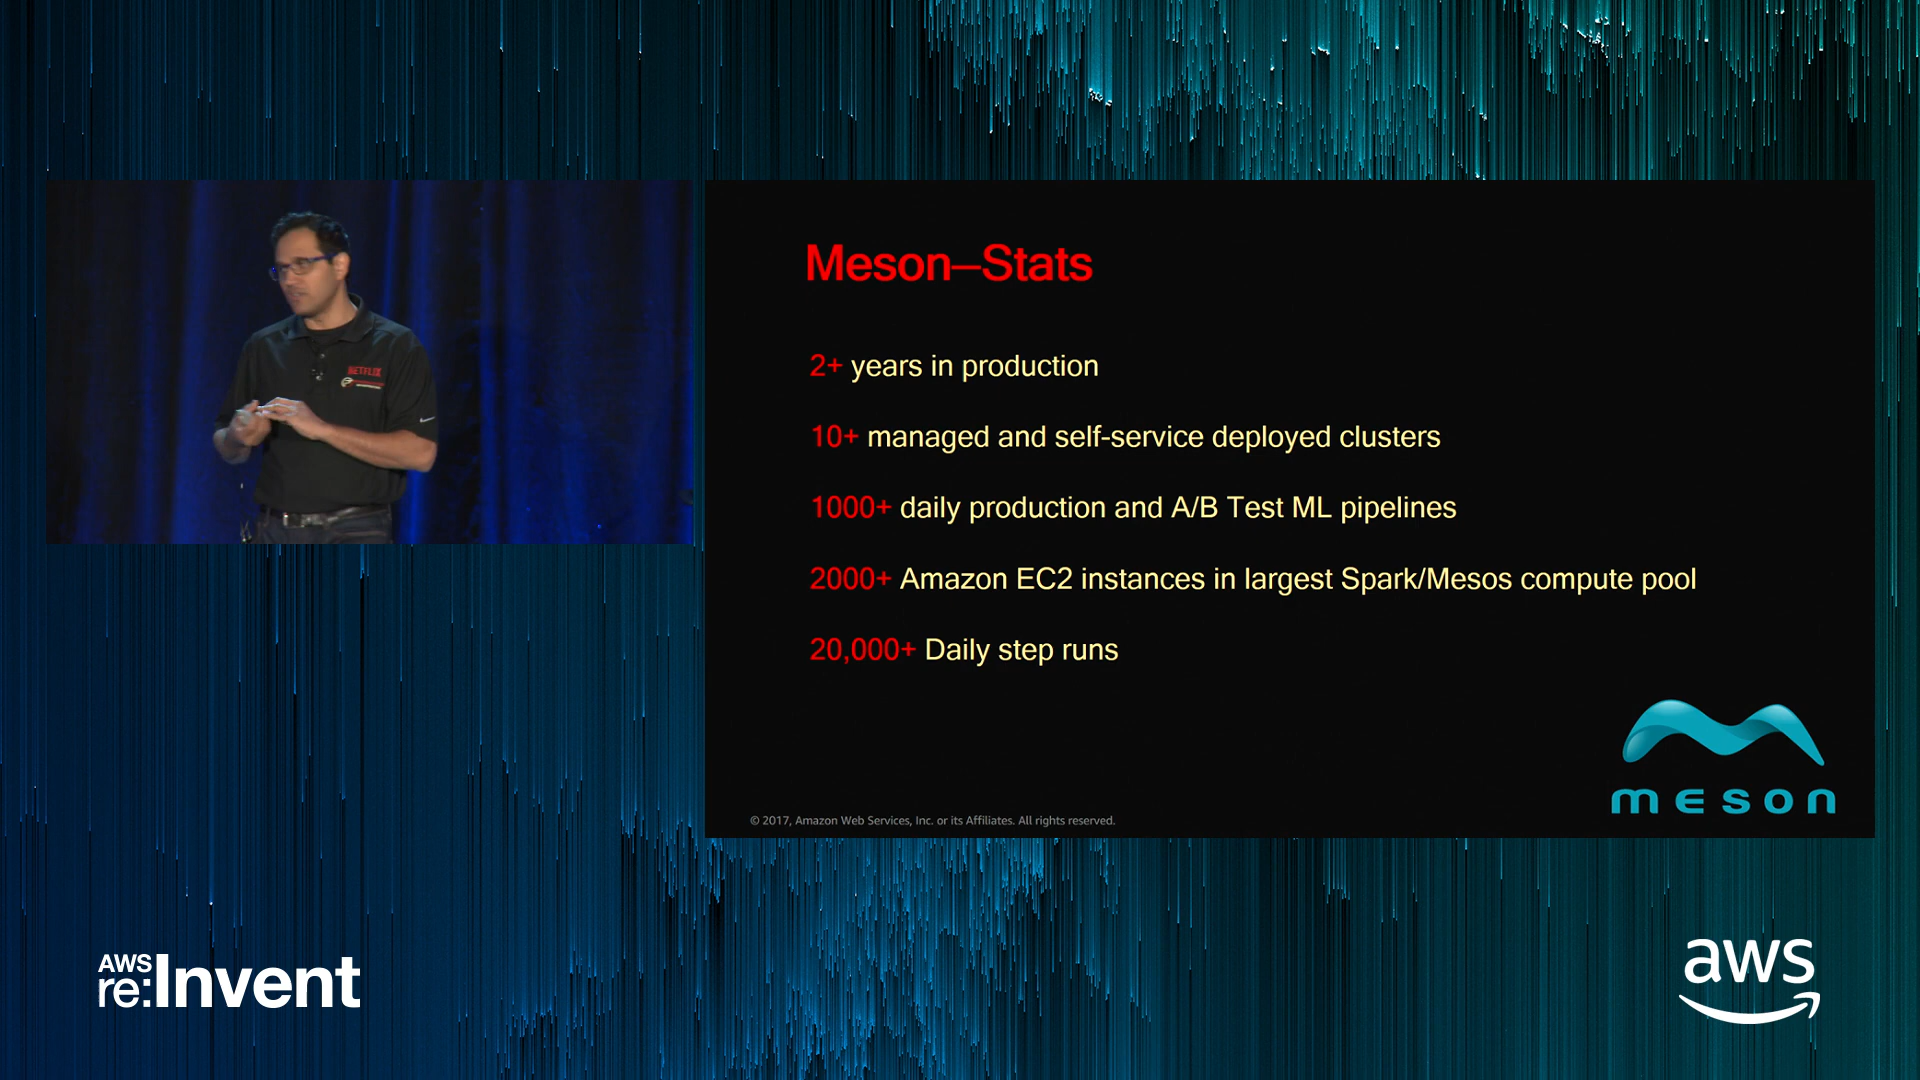 NETFLIX
Meson—Stats
2+ years in production
10+ managed and self-service deployed clusters
1000+ daily production and A/B Test ML pipelines
2000+ Amazon EC2 instances in largest Spark/Mesos compute pool
20,000+ Daily step runs
meson
© 2017, Amazon Web Services, Inc. or its Affiliates. All rights reserved.
AWS
re:Invent
aws